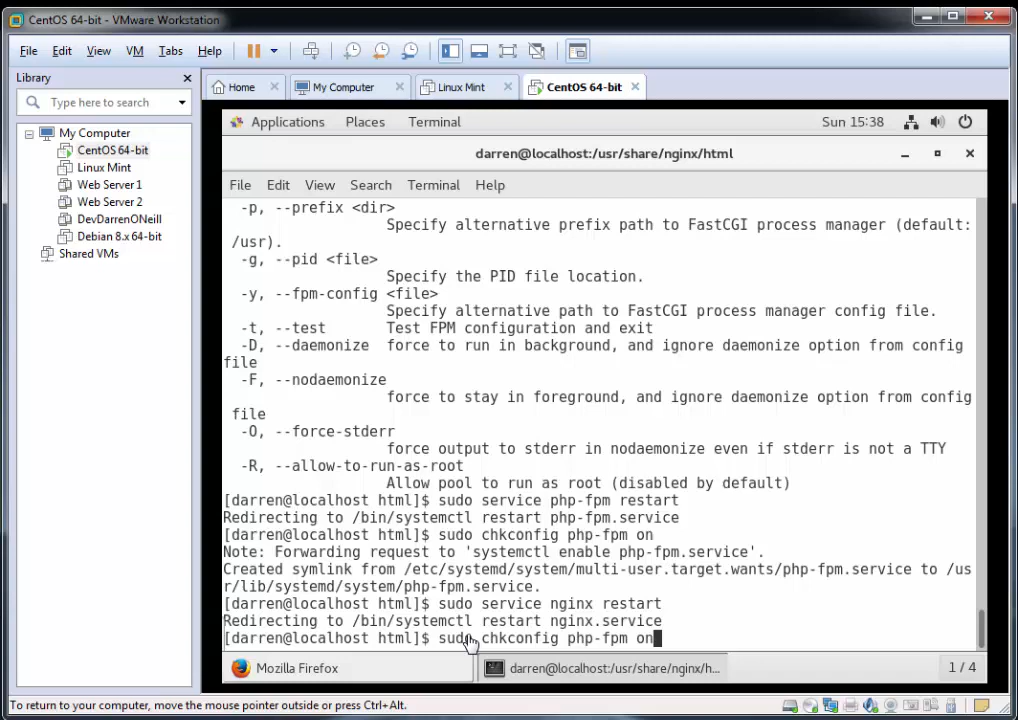 CentOS 64-bit - VMware Workstation
File Edit View VM Tabs Help
Library
Type here to search
My Computer
CentOS 64-bit
Linux Mint
Web Server 1
Web Server 2
DevDarrenONeill
Debian 8.x 64-bit
Shared VMs
Home My Computer Linux Mint CentOS 64-bit
Applications Places Terminal Sun 15:38
darren@localhost:/usr/share/nginx/html
File Edit View Search Terminal Help
-p, --prefix <dir>
Specify alternative prefix path to FastCGI process manager (default:
/usr).
-g, --pid <file>
Specify the PID file location.
-y, --fpm-config <file>
Specify alternative path to FastCGI process manager config file.
-t, --test Test FPM configuration and exit
-D, --daemonize force to run in background, and ignore daemonize option from config
file
-F, --nodaemonize
force to stay in foreground, and ignore daemonize option from config
file
-O, --force-stderr
force output to stderr in nodaemonize even if stderr is not a TTY
-R, --allow-to-run-as-root
Allow pool to run as root (disabled by default)
[darren@localhost html]$ sudo service php-fpm restart
Redirecting to /bin/systemctl restart php-fpm.service
[darren@localhost html]$ sudo chkconfig php-fpm on
Note: Forwarding request to 'systemctl enable php-fpm.service'.
Created symlink from /etc/systemd/system/multi-user.target.wants/php-fpm.service to /us
r/lib/systemd/system/php-fpm.service.
[darren@localhost html]$ sudo service nginx restart
Redirecting to /bin/systemctl restart nginx.service
[darren@localhost html]$ sudo chkconfig php-fpm on
Mozilla Firefox darren@localhost:/usr/share/nginx/h... 1 / 4
To return to your computer, move the mouse pointer outside or press Ctrl+Alt.